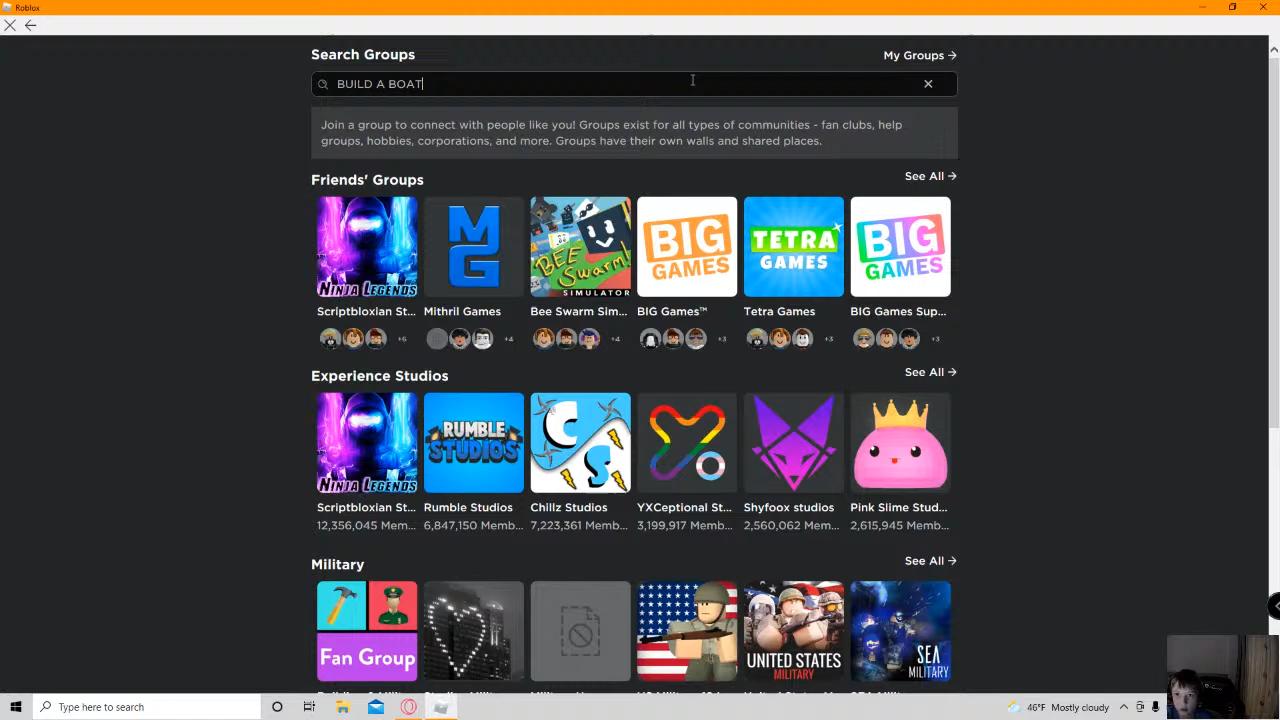 Roblox
Search Groups
My Groups →
BUILD A BOAT
Join a group to connect with people like you! Groups exist for all types of communities - fan clubs, help
groups, hobbies, corporations, and more. Groups have their own walls and shared places.
Friends' Groups
See All →
NINJA LEGENDS
MG
BEE SWARM!
SIMULATOR
BIG GAMES
TETRA GAMES
BIG GAMES
Scriptbloxian St...
Mithril Games
Bee Swarm Sim...
BIG Games™
Tetra Games
BIG Games Sup...
+6
+4
+4
+3
+3
+3
Experience Studios
See All →
NINJA LEGENDS
RUMBLE STUDIOS
C S
Scriptbloxian St...
Rumble Studios
Chillz Studios
YXCeptional St...
Shyfoox studios
Pink Slime Stud...
12,356,045 Memb...
6,847,150 Memb...
7,223,361 Memb...
3,199,917 Memb...
2,560,062 Mem...
2,615,945 Memb...
Military
See All →
Fan Group
UNITED STATES
MILITARY
SEA
MILITARY
Type here to search
46°F Mostly cloudy